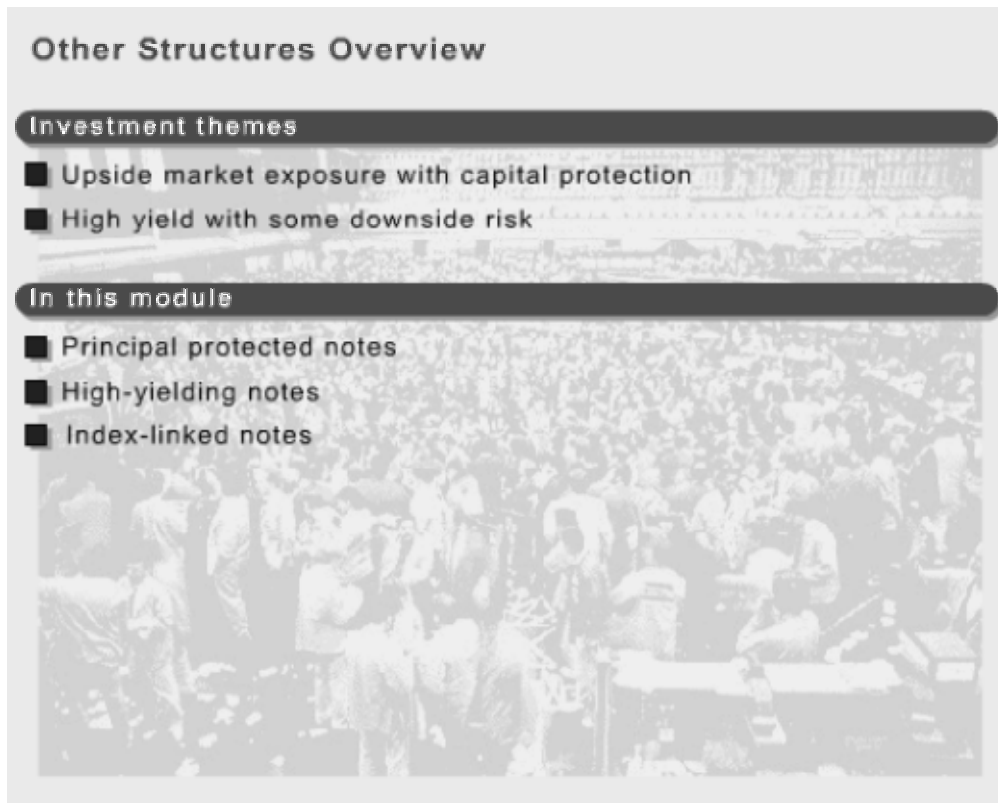 Other Structures Overview
Investment themes
Upside market exposure with capital protection
High yield with some downside risk
In this module
Principal protected notes
High-yielding notes
Index-linked notes